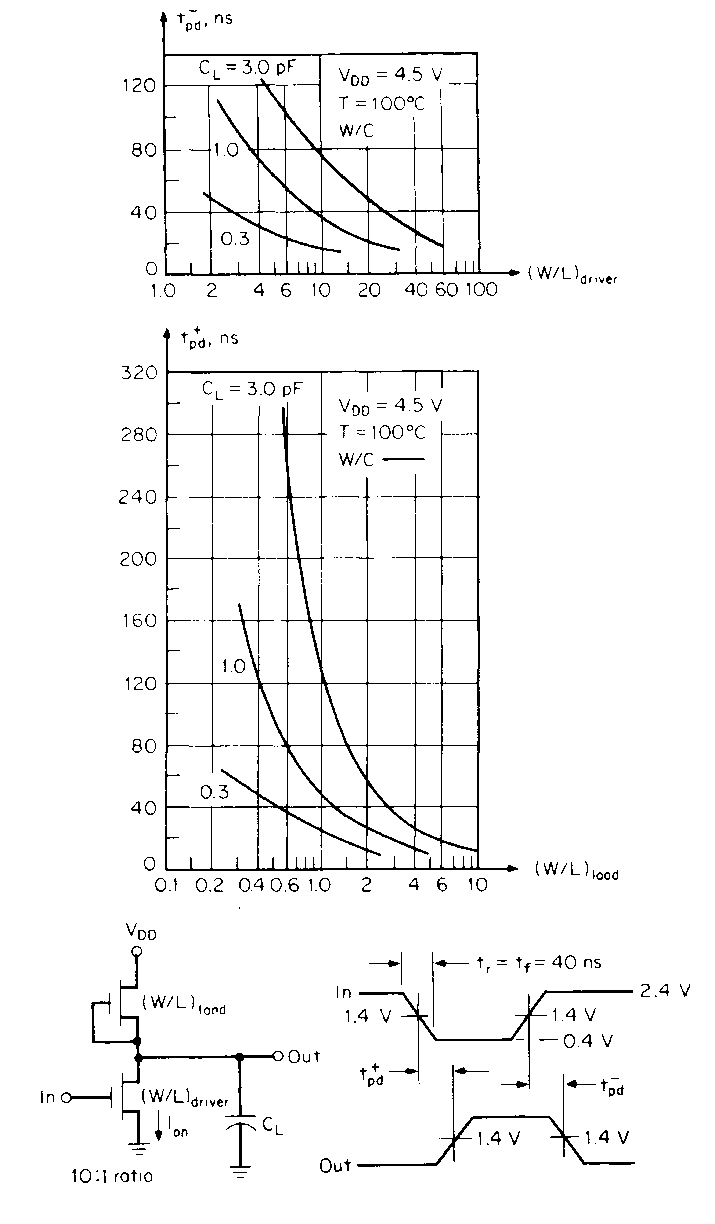 t⁻pd, ns
C_L = 3.0 pF
V_DD = 4.5 V
T = 100°C
W/C
120
80
40
0
1.0
0.3
1.0 2 4 6 10 20 40 60 100
(W/L)driver
t⁺pd, ns
C_L = 3.0 pF
V_DD = 4.5 V
T = 100°C
W/C
320
280
240
200
160
120
80
40
0
1.0
0.3
0.1 0.2 0.4 0.6 1.0 2 4 6 10
(W/L)load
V_DD
(W/L)load
Out
In
(W/L)driver
I_on
C_L
10:1 ratio
t_r = t_f = 40 ns
In
2.4 V
1.4 V
1.4 V
0.4 V
t⁺pd
t⁻pd
1.4 V
1.4 V
Out